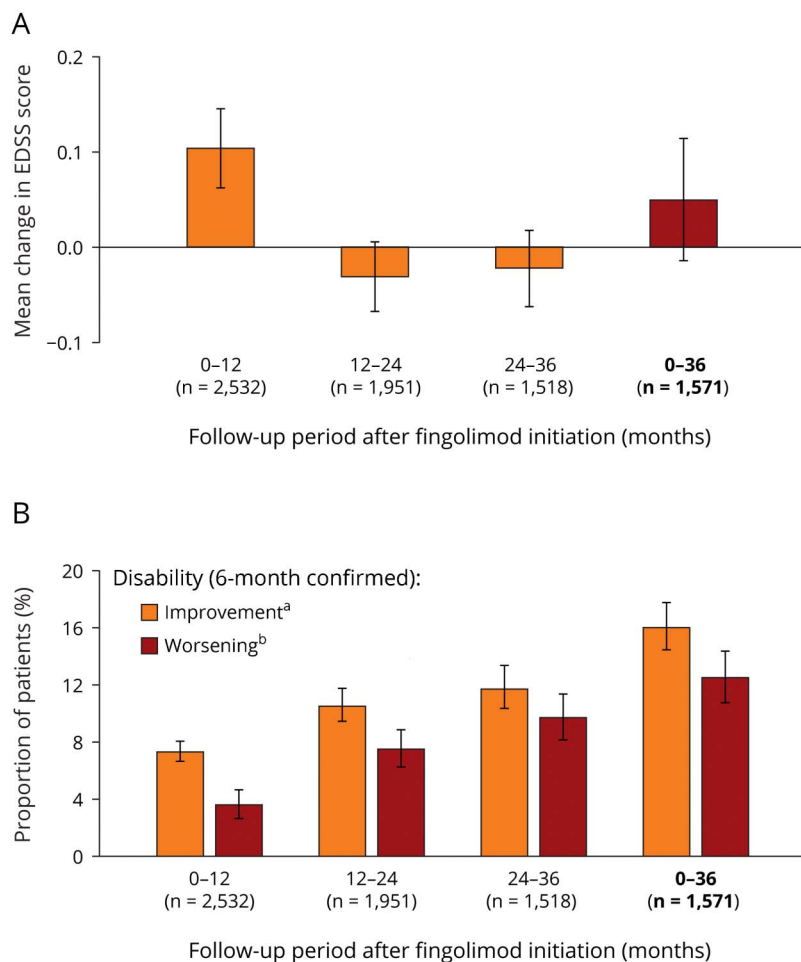 A
Mean change in EDSS score
0.2
0.1
0.0
−0.1
0–12 12–24 24–36 0–36
(n = 2,532) (n = 1,951) (n = 1,518) (n = 1,571)
Follow-up period after fingolimod initiation (months)
B
Proportion of patients (%)
20
16
12
8
4
0
Disability (6-month confirmed):
Improvementa
Worseningb
0–12 12–24 24–36 0–36
(n = 2,532) (n = 1,951) (n = 1,518) (n = 1,571)
Follow-up period after fingolimod initiation (months)